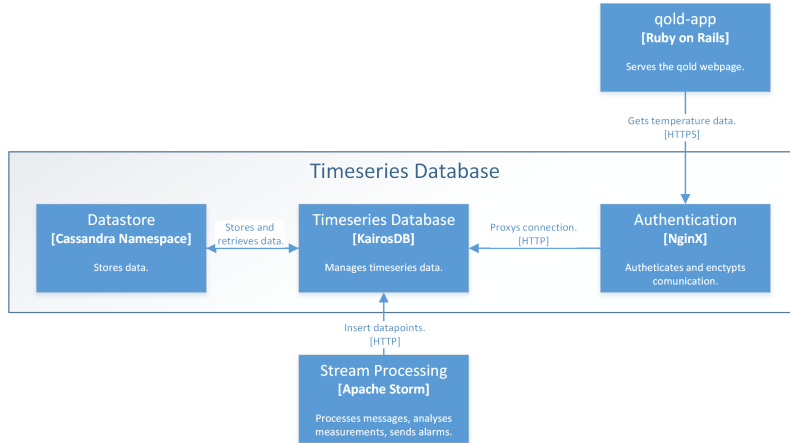 qold-app
[Ruby on Rails]
Serves the qold webpage.
Gets temperature data.
[HTTPS]
Timeseries Database
Datastore
[Cassandra Namespace]
Stores data.
Stores and
retrieves data.
Timeseries Database
[KairosDB]
Manages timeseries data.
Proxys connection.
[HTTP]
Authentication
[NginX]
Autheticates and enctypts
comunication.
Insert datapoints.
[HTTP]
Stream Processing
[Apache Storm]
Processes messages, analyses
measurements, sends alarms.